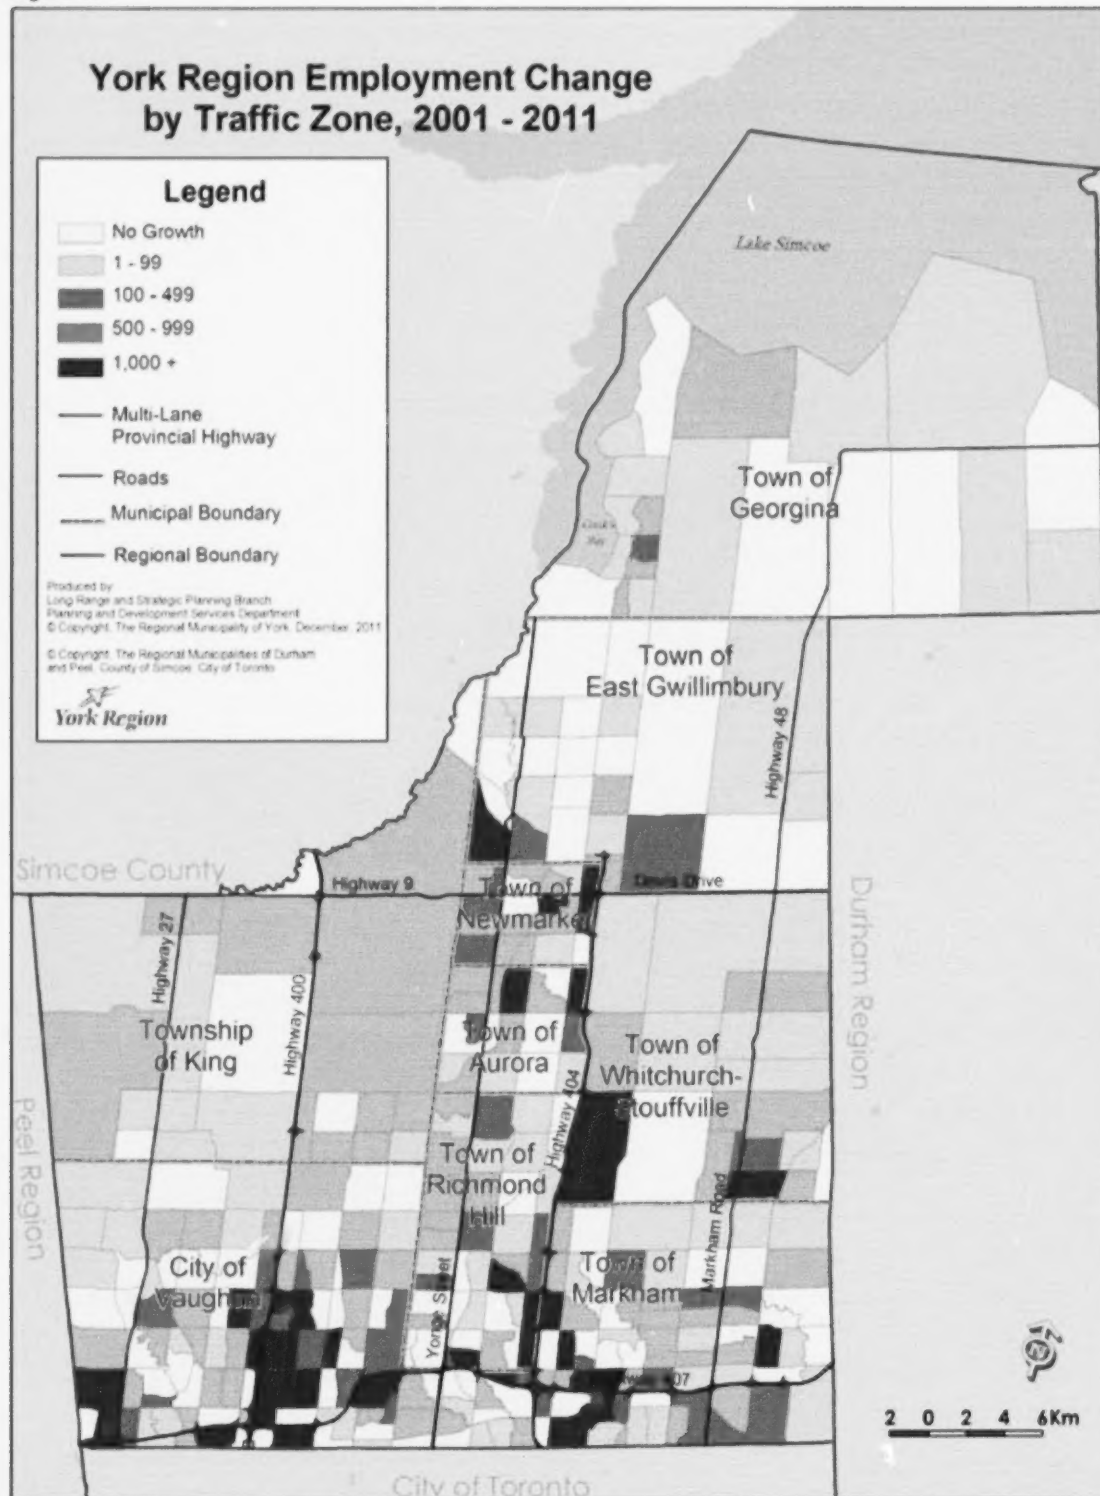 York Region Employment Change
by Traffic Zone, 2001 - 2011
Legend
No Growth
1 - 99
100 - 499
500 - 999
1,000 +
Multi-Lane
Provincial Highway
Roads
Municipal Boundary
Regional Boundary
Produced by
Long Range and Strategic Planning Branch
Planning and Development Services Department
© Copyright, The Regional Municipality of York, December, 2011
© Copyright, The Regional Municipalities of Durham
and Peel, County of Simcoe, City of Toronto
York Region
Lake Simcoe
Town of
Georgina
Cook's
Bay
Town of
East Gwillimbury
Highway 48
Simcoe County
Highway 9
Davis Drive
Town of
Newmarket
Durham Region
Highway 27
Highway 400
Township
of King
Town of
Aurora
Town of
Whitchurch-
Stouffville
Highway 404
Peel Region
Town of
Richmond
Hill
Markham Road
City of
Vaughan
Yonge Street
Town of
Markham
Highway 407
N
2 0 2 4 6 Km
City of Toronto